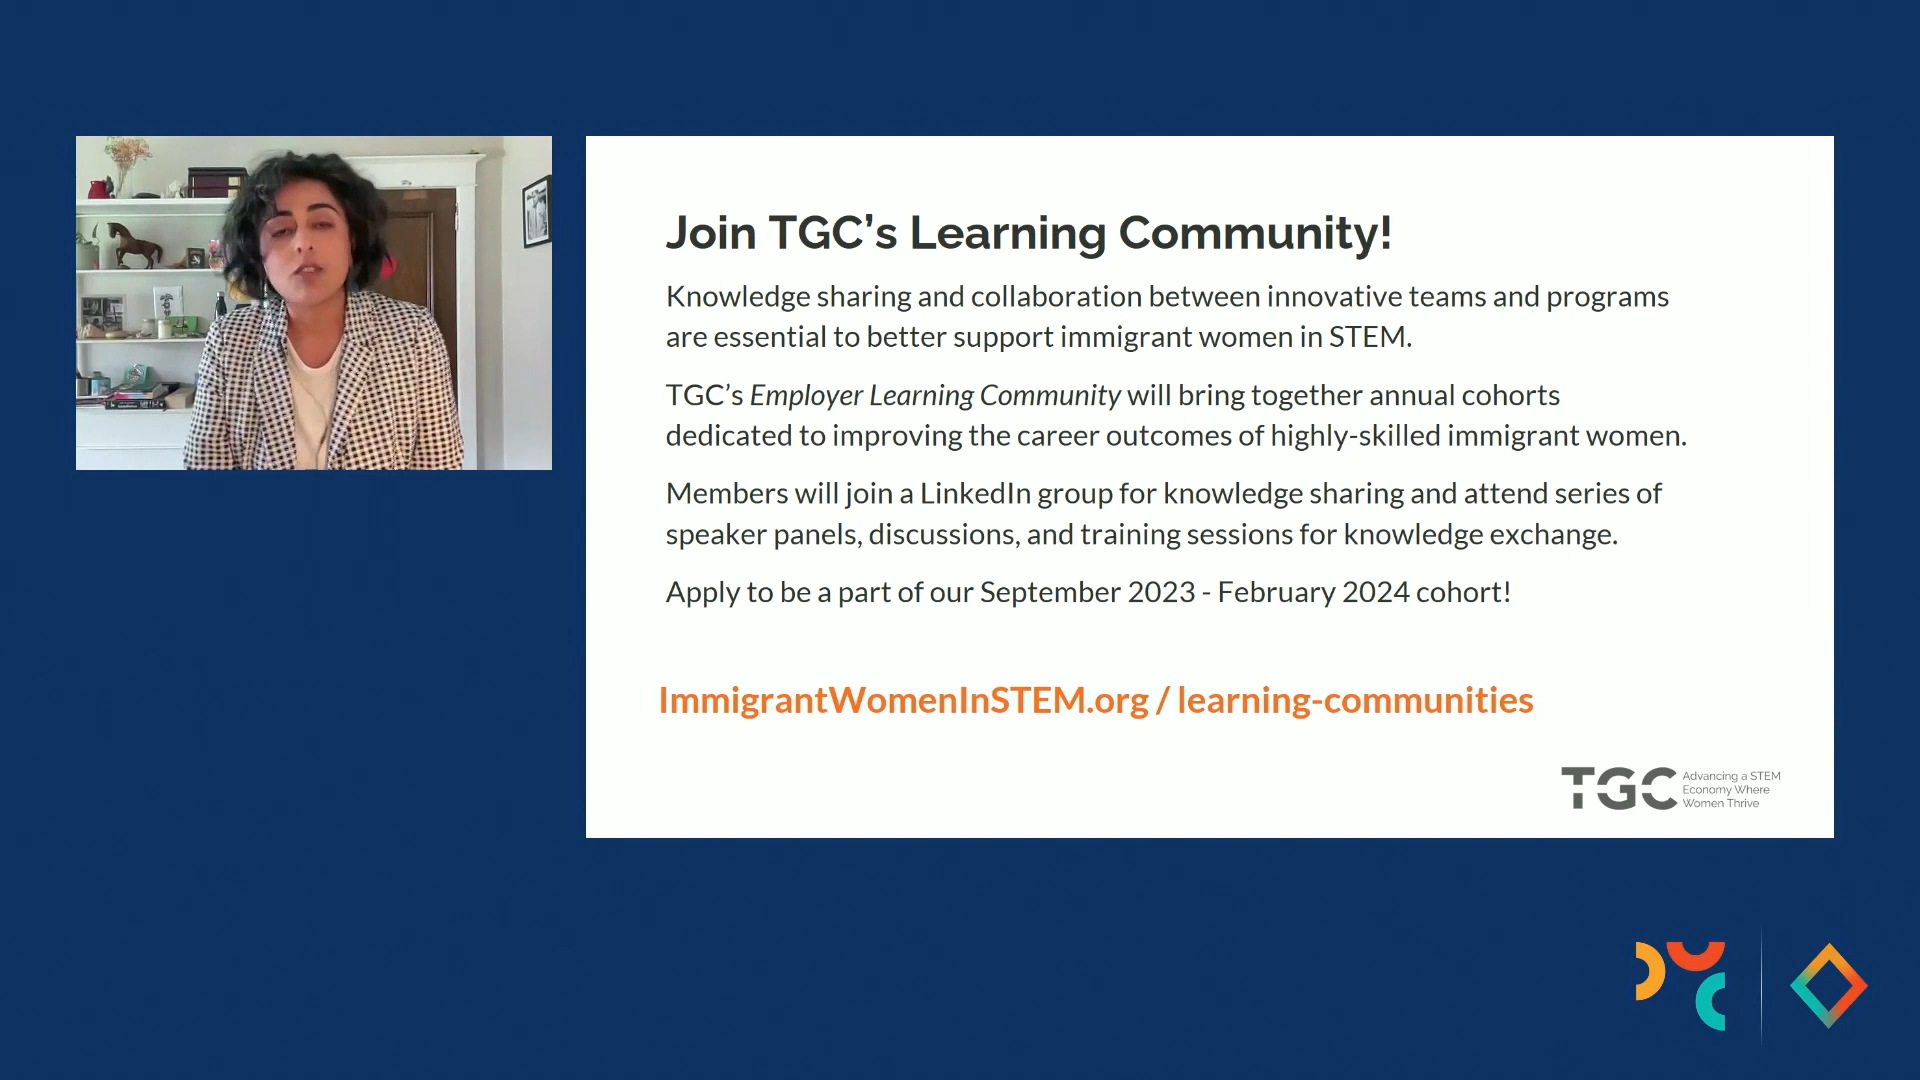 Join TGC’s Learning Community!
Knowledge sharing and collaboration between innovative teams and programs
are essential to better support immigrant women in STEM.
TGC’s Employer Learning Community will bring together annual cohorts
dedicated to improving the career outcomes of highly-skilled immigrant women.
Members will join a LinkedIn group for knowledge sharing and attend series of
speaker panels, discussions, and training sessions for knowledge exchange.
Apply to be a part of our September 2023 - February 2024 cohort!
ImmigrantWomenInSTEM.org / learning-communities
TGC
Advancing a STEM
Economy Where
Women Thrive